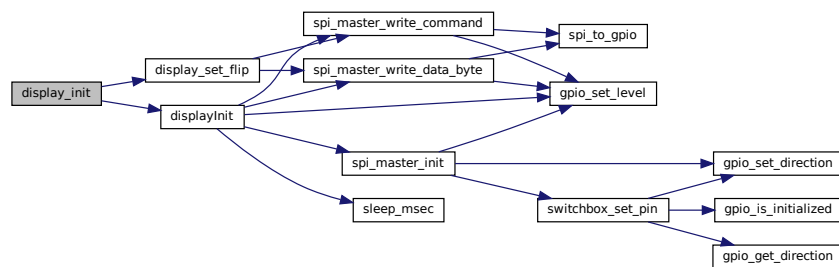 display_init
display_set_flip
displayInit
spi_master_write_command
spi_master_write_data_byte
spi_master_init
sleep_msec
spi_to_gpio
gpio_set_level
switchbox_set_pin
gpio_set_direction
gpio_is_initialized
gpio_get_direction